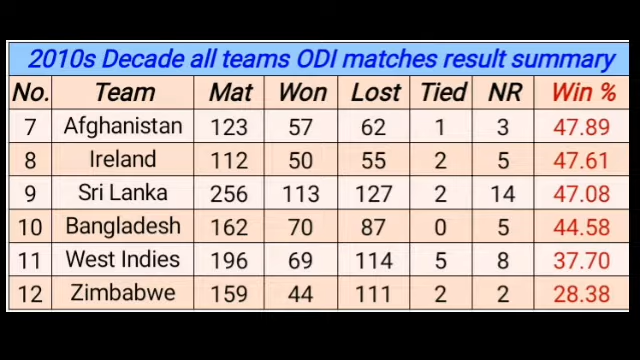 2010s Decade all teams ODI matches result summary
No. Team Mat Won Lost Tied NR Win %
7 Afghanistan 123 57 62 1 3 47.89
8 Ireland 112 50 55 2 5 47.61
9 Sri Lanka 256 113 127 2 14 47.08
10 Bangladesh 162 70 87 0 5 44.58
11 West Indies 196 69 114 5 8 37.70
12 Zimbabwe 159 44 111 2 2 28.38